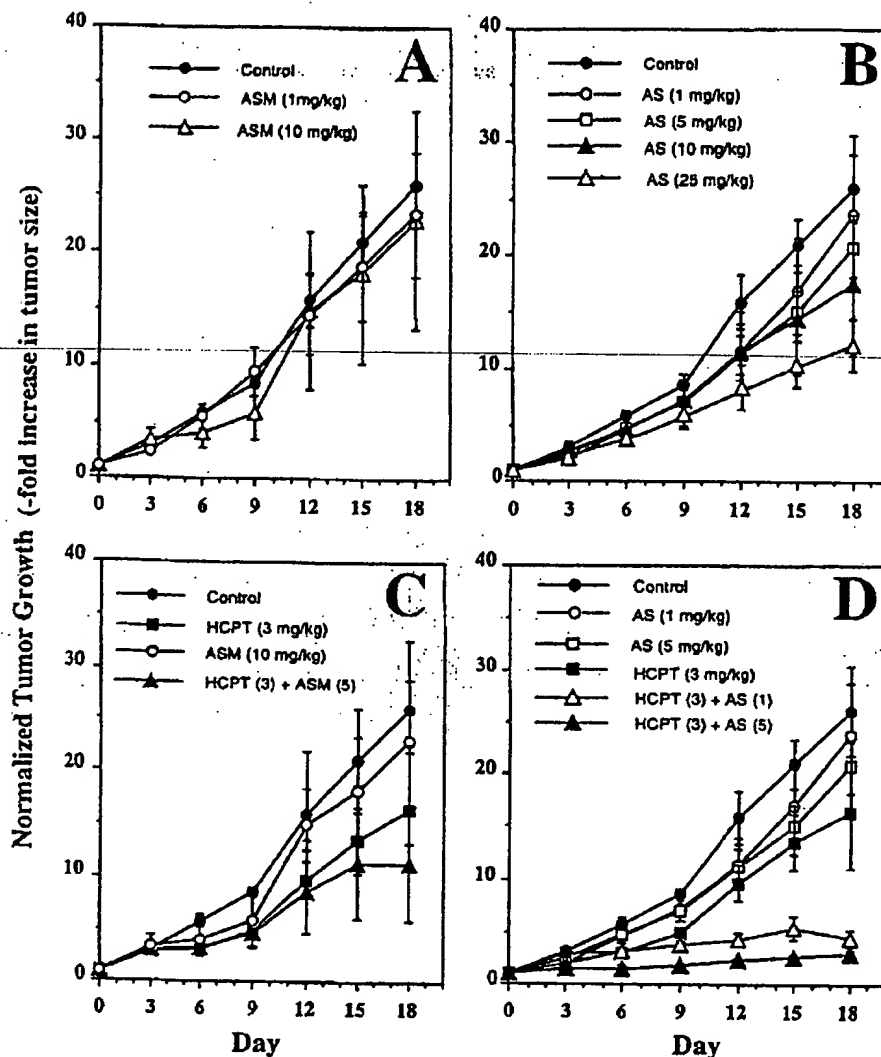 Normalized Tumor Growth (-fold increase in tumor size)
A
40
30
20
10
0
Control
ASM (1mg/kg)
ASM (10 mg/kg)
0 3 6 9 12 15 18
B
40
30
20
10
0
Control
AS (1 mg/kg)
AS (5 mg/kg)
AS (10 mg/kg)
AS (25 mg/kg)
0 3 6 9 12 15 18
C
40
30
20
10
0
Control
HCPT (3 mg/kg)
ASM (10 mg/kg)
HCPT (3) + ASM (5)
0 3 6 9 12 15 18
Day
D
40
30
20
10
0
Control
AS (1 mg/kg)
AS (5 mg/kg)
HCPT (3 mg/kg)
HCPT (3) + AS (1)
HCPT (3) + AS (5)
0 3 6 9 12 15 18
Day